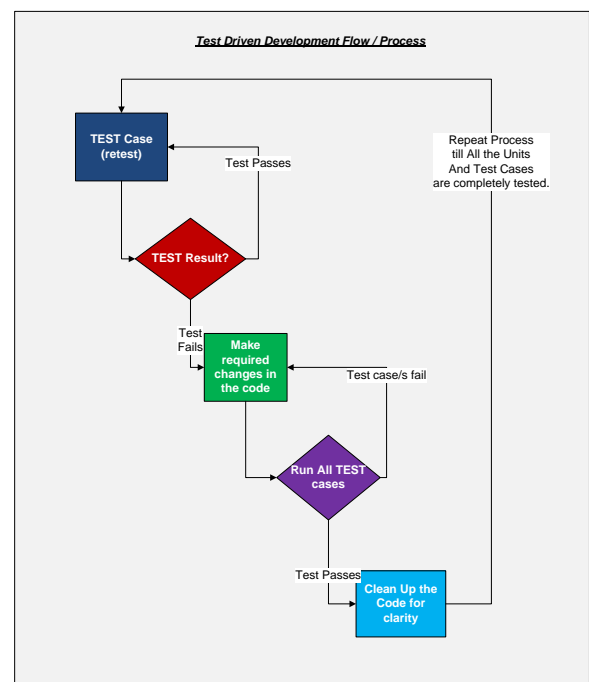 Test Driven Development Flow / Process
TEST Case
(retest)
Test Passes
Repeat Process
till All the Units
And Test Cases
are completely tested.
TEST Result?
Test
Fails
Make
required
changes in
the code
Test case/s fail
Run All TEST
cases
Test Passes
Clean Up the
Code for
clarity